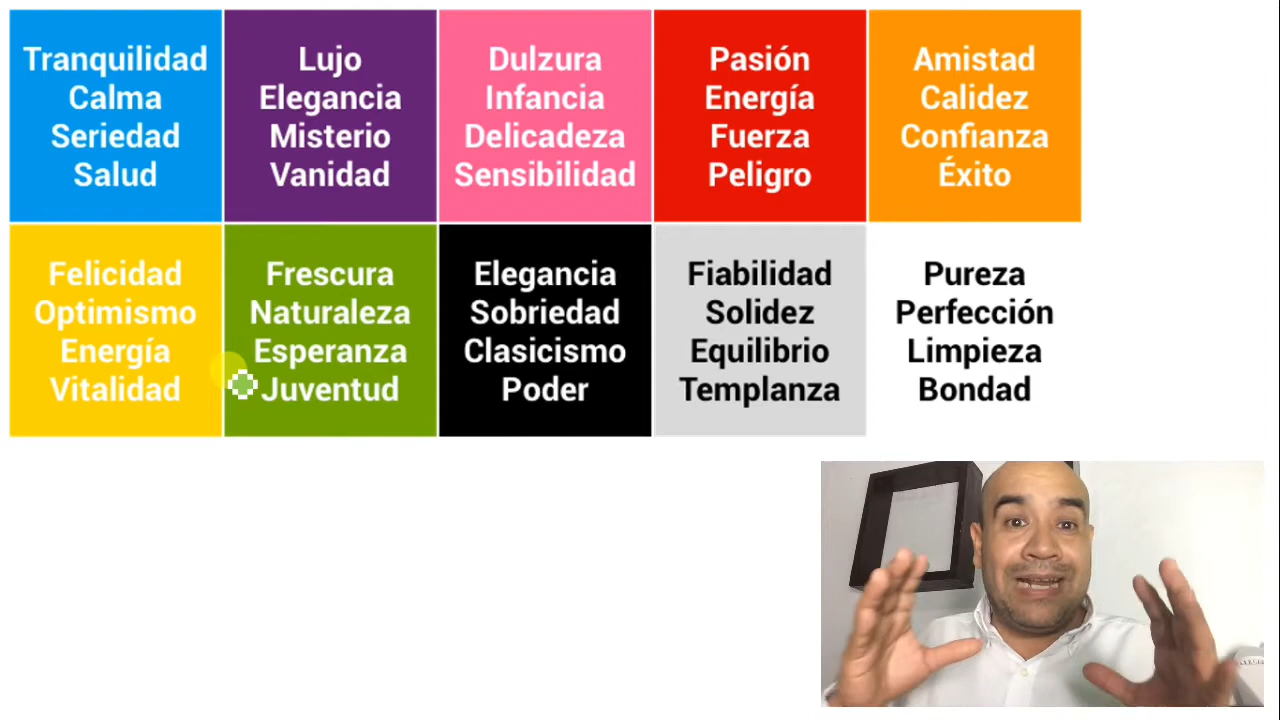 Tranquilidad
Calma
Seriedad
Salud
Lujo
Elegancia
Misterio
Vanidad
Dulzura
Infancia
Delicadeza
Sensibilidad
Pasión
Energía
Fuerza
Peligro
Amistad
Calidez
Confianza
Éxito
Felicidad
Optimismo
Energía
Vitalidad
Frescura
Naturaleza
Esperanza
Juventud
Elegancia
Sobriedad
Clasicismo
Poder
Fiabilidad
Solidez
Equilibrio
Templanza
Pureza
Perfección
Limpieza
Bondad